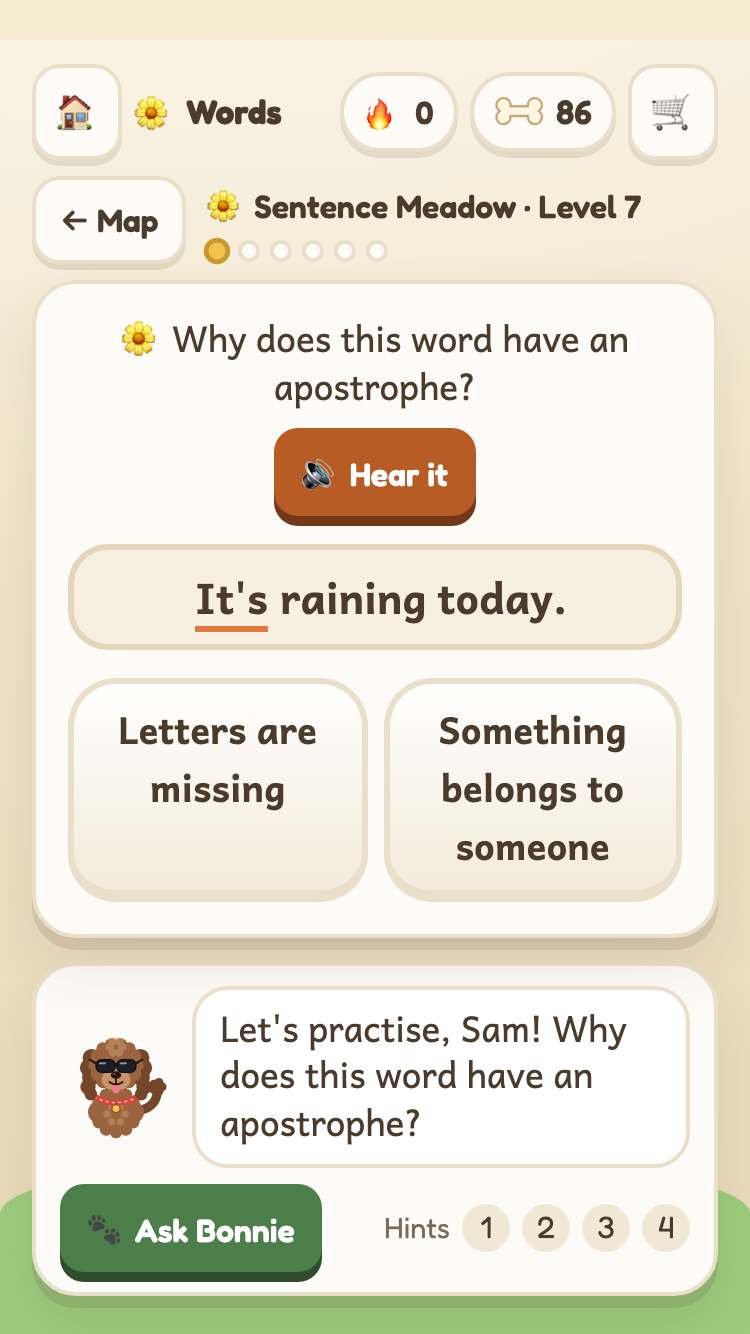 Words
0
86
← Map
Sentence Meadow · Level 7
Why does this word have an
apostrophe?
Hear it
It's raining today.
Letters are
missing
Something
belongs to
someone
Let's practise, Sam! Why
does this word have an
apostrophe?
Ask Bonnie
Hints 1 2 3 4